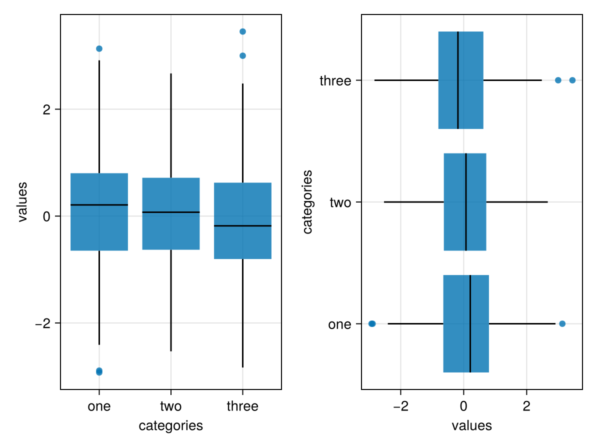 values
2
0
−2
one two three
categories
categories
three
two
one
−2 0 2
values